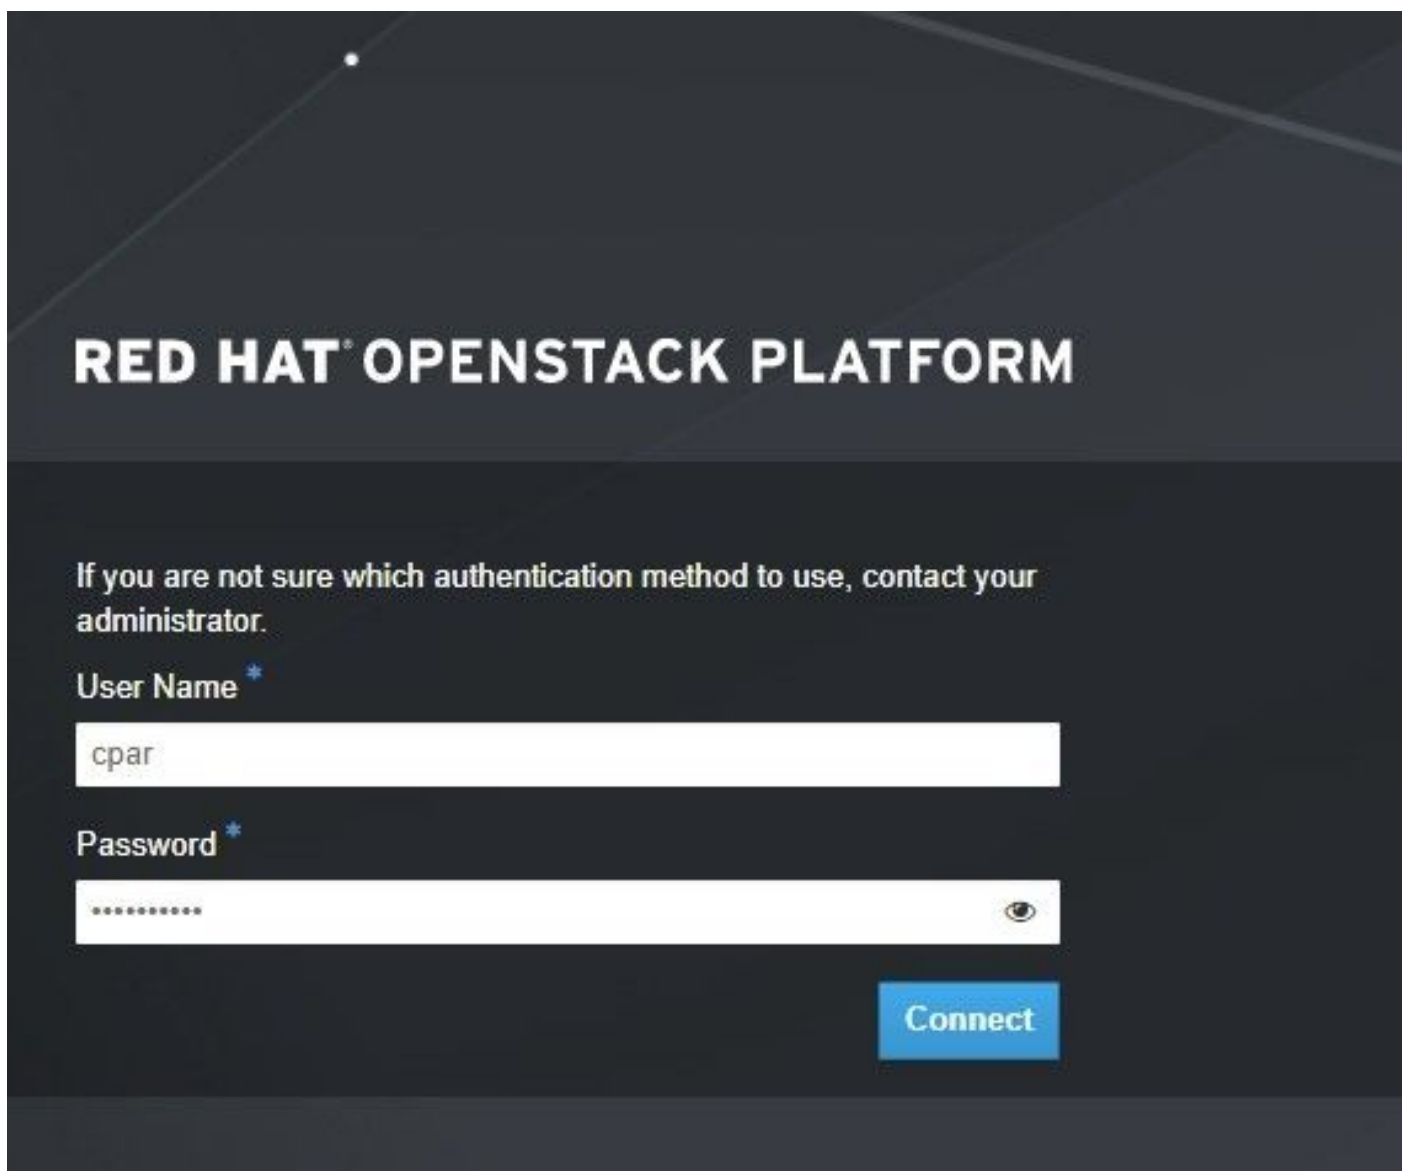 RED HAT® OPENSTACK PLATFORM
If you are not sure which authentication method to use, contact your
administrator.
User Name *
cpar
Password *
••••••••••
Connect